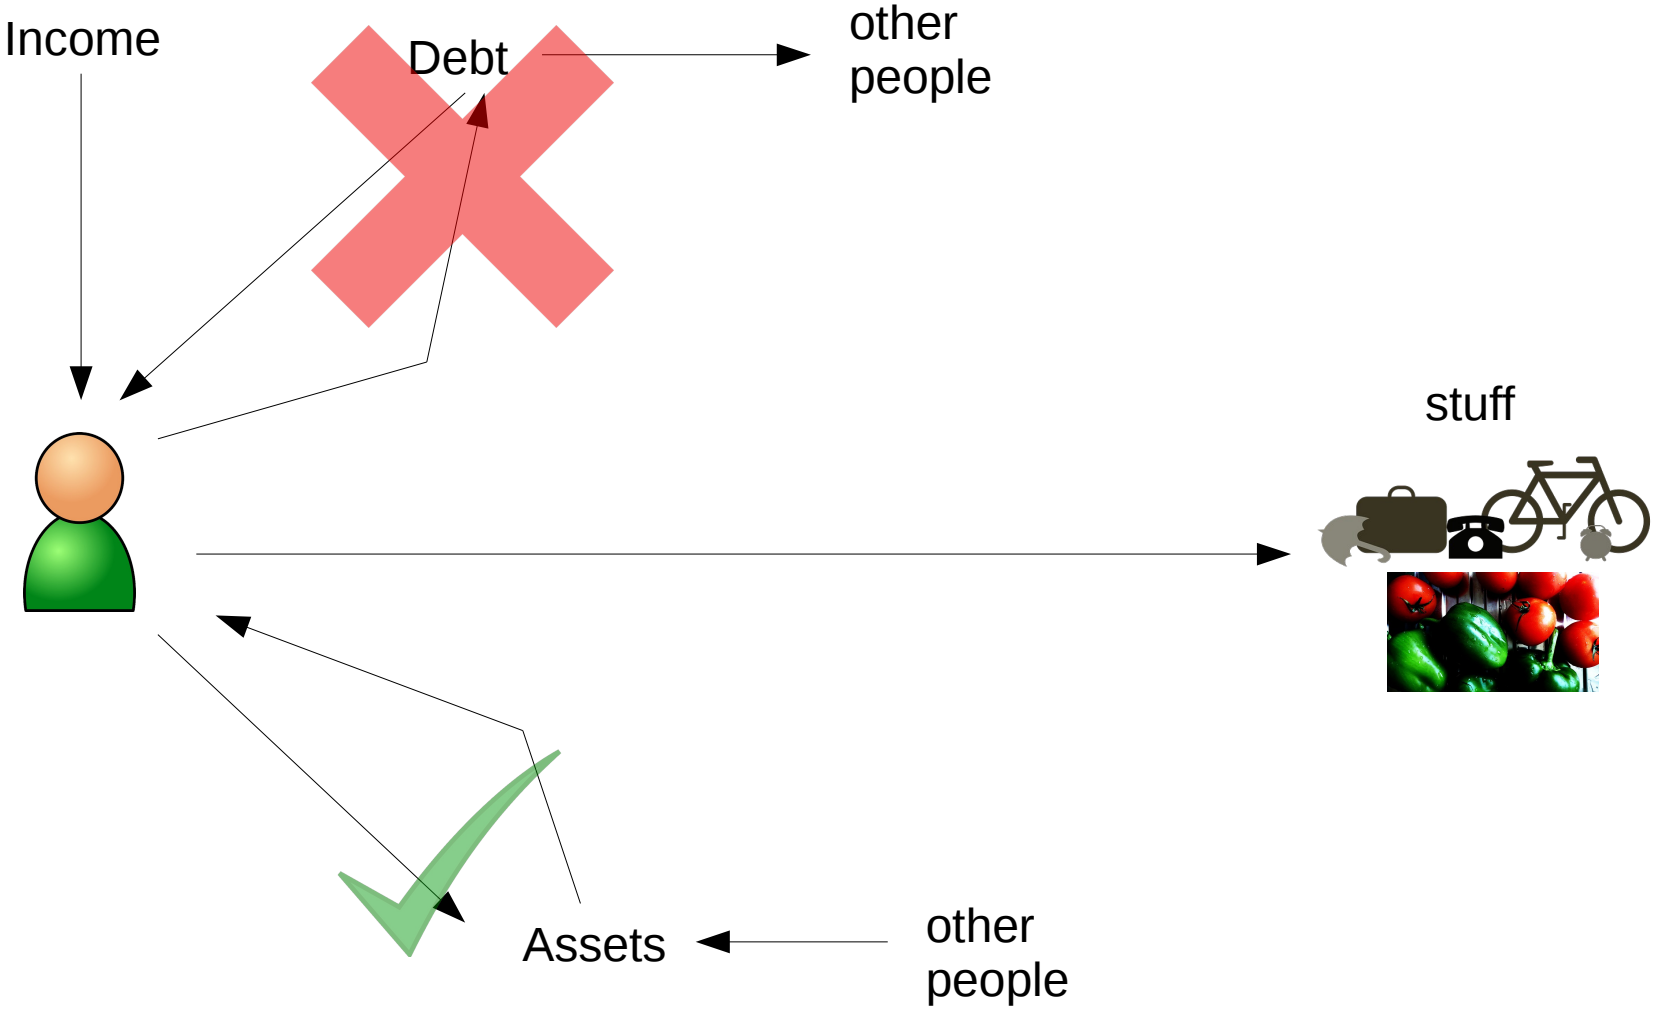 Income
Debt
other
people
stuff
Assets
other
people